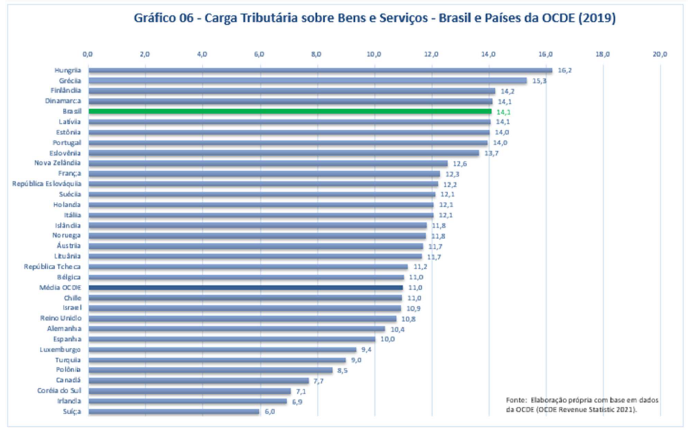 Gráfico 06 - Carga Tributária sobre Bens e Serviços - Brasil e Países da OCDE (2019)
0,0 2,0 4,0 6,0 8,0 10,0 12,0 14,0 16,0 18,0 20,0
Hungria 16,2
Grécia 15,3
Finlândia 14,2
Dinamarca 14,1
Brasil 14,1
Latívia 14,1
Estônia 14,0
Portugal 14,0
Eslovênia 13,7
Nova Zelândia 12,6
França 12,3
República Eslováquia 12,2
Suécia 12,1
Holanda 12,1
Itália 12,1
Islândia 11,8
Noruega 11,8
Áustria 11,7
Lituânia 11,7
República Tcheca 11,2
Bélgica 11,0
Média OCDE 11,0
Chile 11,0
Israel 10,9
Reino Unido 10,8
Alemanha 10,4
Espanha 10,0
Luxemburgo 9,4
Turquia 9,0
Polônia 8,5
Canadá 7,7
Coréia do Sul 7,1
Irlanda 6,9
Suíça 6,0
Fonte: Elaboração própria com base em dados
da OCDE (OCDE Revenue Statistic 2021).